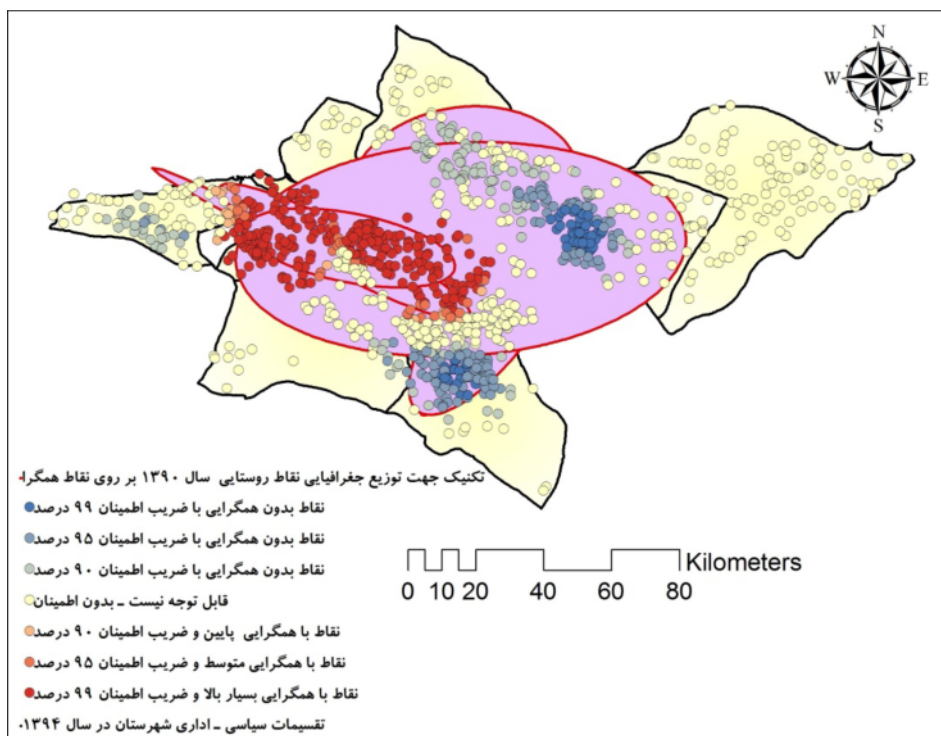 N
W E
S
تکنیک جهت توزیع جغرافیایی نقاط روستایی سال ۱۳۹۰ بر روی نقاط همگرا
نقاط بدون همگرایی با ضریب اطمینان ۹۹ درصد
نقاط بدون همگرایی با ضریب اطمینان ۹۵ درصد
نقاط بدون همگرایی با ضریب اطمینان ۹۰ درصد
قابل توجه نیست ـ بدون اطمینان
نقاط با همگرایی پایین و ضریب اطمینان ۹۰ درصد
نقاط با همگرایی متوسط و ضریب اطمینان ۹۵ درصد
نقاط با همگرایی بسیار بالا و ضریب اطمینان ۹۹ درصد
تقسیمات سیاسی ـ اداری شهرستان در سال ۱۳۹۴
Kilometers
0 10 20 40 60 80